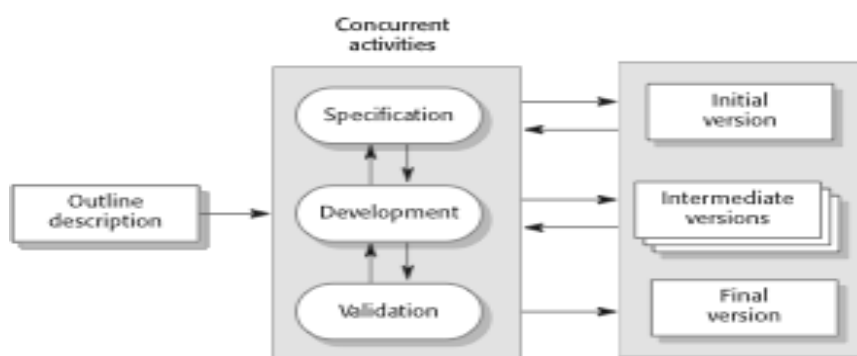 Concurrent
activities
Specification
Initial
version
Outline
description
Development
Intermediate
versions
Validation
Final
version